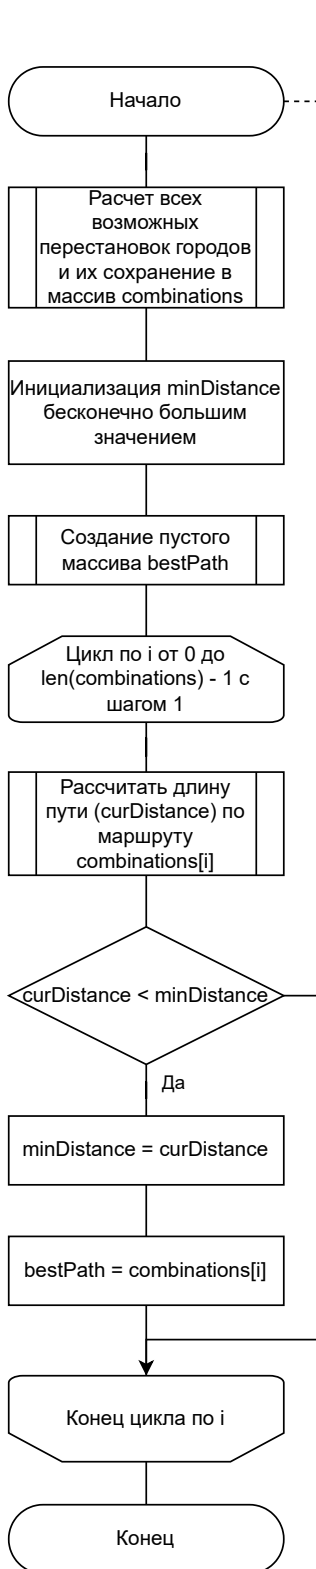 Начало
Расчет всех
возможных
перестановок городов
и их сохранение в
массив combinations
Инициализация minDistance
бесконечно большим
значением
Создание пустого
массива bestPath
Цикл по i от 0 до
len(combinations) - 1 с
шагом 1
Рассчитать длину
пути (curDistance) по
маршруту
combinations[i]
curDistance < minDistance
Да
minDistance = curDistance
bestPath = combinations[i]
Конец цикла по i
Конец